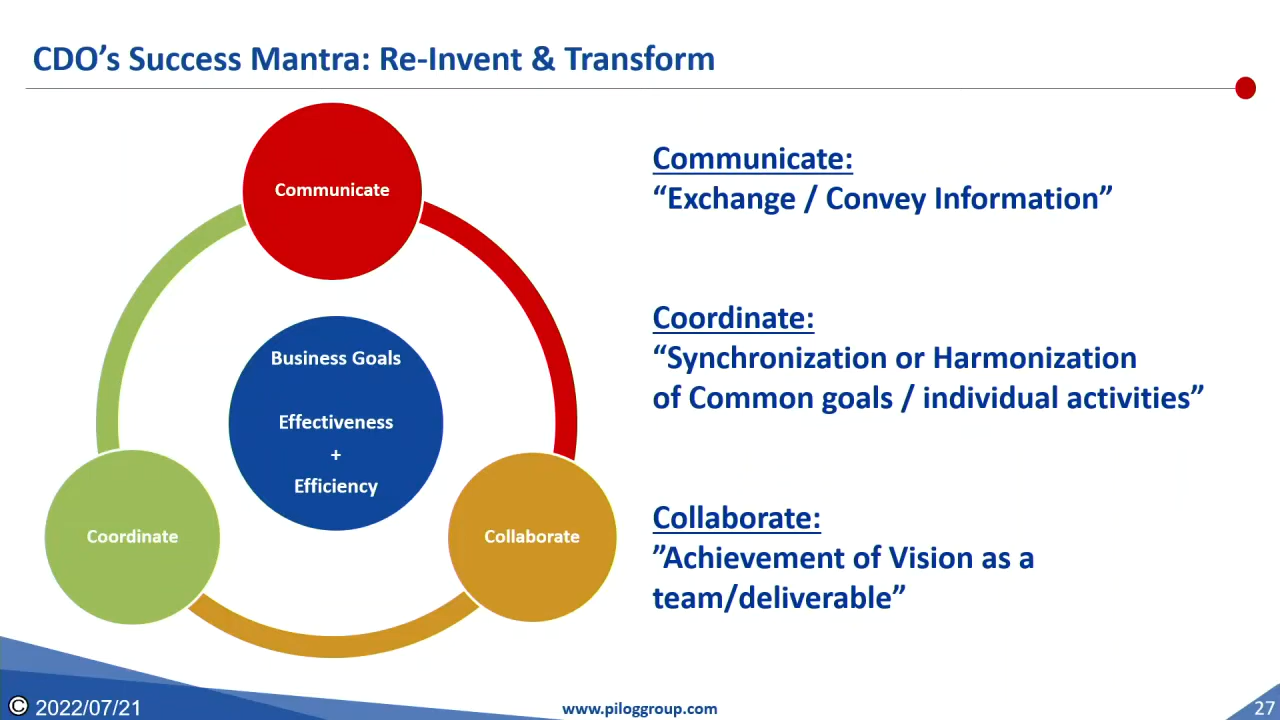 CDO’s Success Mantra: Re-Invent & Transform
Communicate
Business Goals
Effectiveness
+
Efficiency
Coordinate
Collaborate
Communicate:
“Exchange / Convey Information”
Coordinate:
“Synchronization or Harmonization
of Common goals / individual activities”
Collaborate:
”Achievement of Vision as a
team/deliverable”
© 2022/07/21
www.piloggroup.com
27